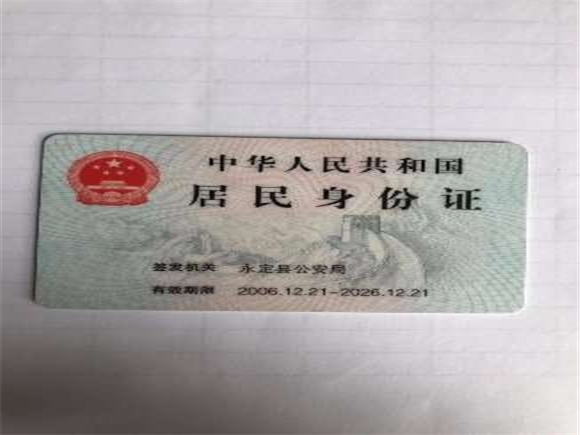 中华人民共和国
居民身份证
签发机关 永定县公安局
有效期限 2006.12.21-2026.12.21